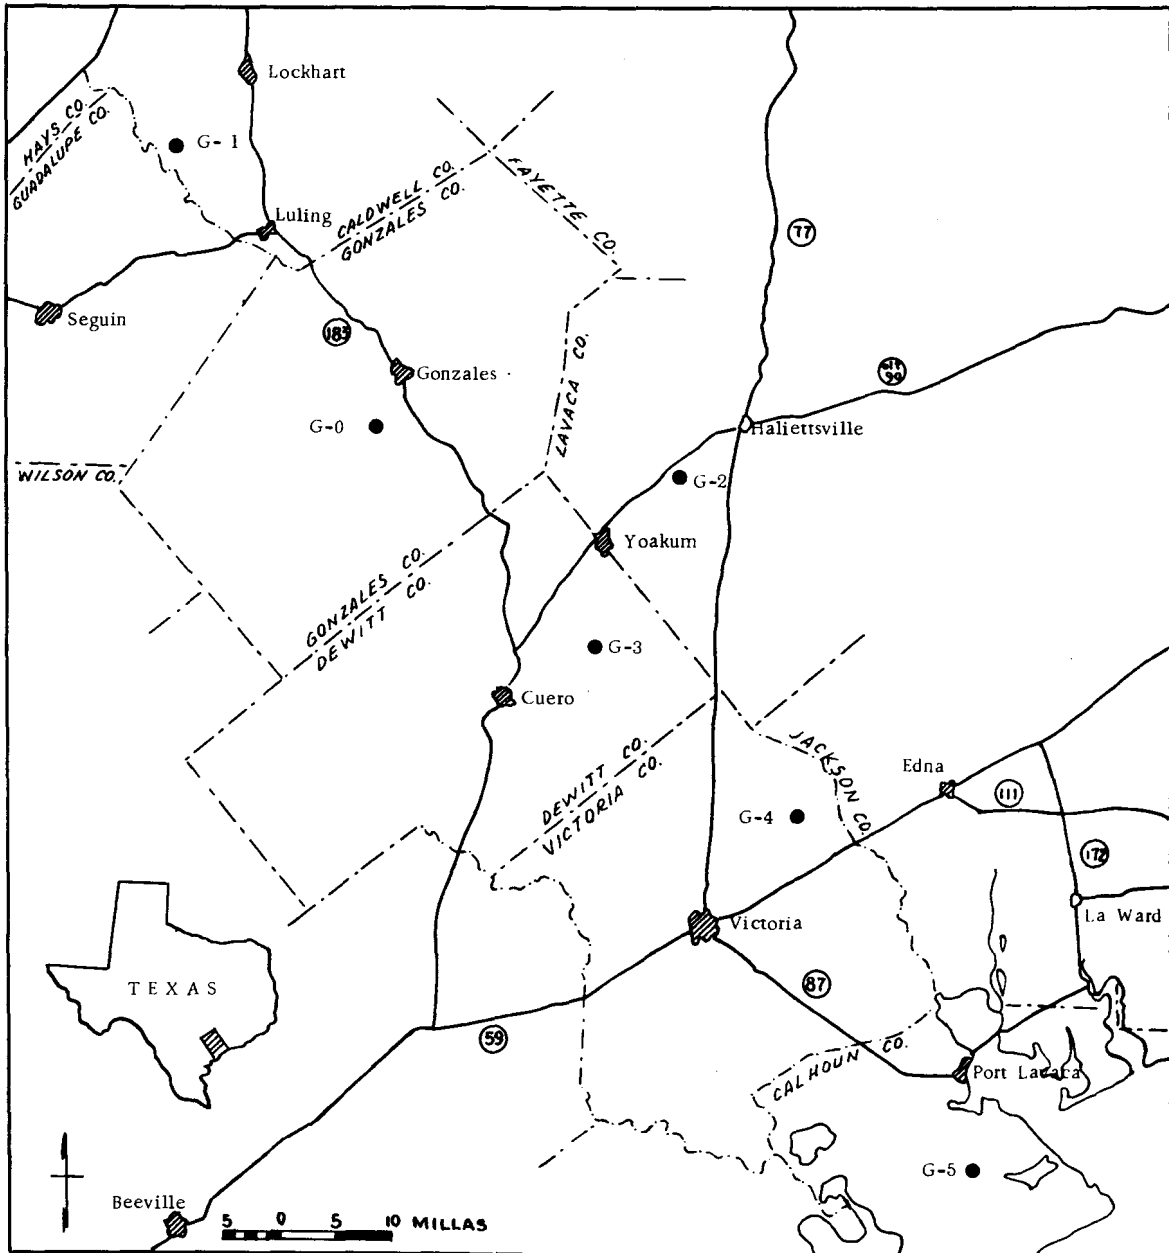 Lockhart
HAYS CO.
GUADALUPE CO.
G-1
FAYETTE CO.
CALDWELL CO.
GONZALES CO.
Luling
77
Seguin
183
Gonzales
LAVACA CO.
G-0
Haliettsville
WILSON CO.
G-2
Yoakum
GONZALES CO.
DEWITT CO.
G-3
Cuero
DEWITT CO.
VICTORIA CO.
JACKSON CO.
Edna
111
G-4
172
La Ward
Victoria
TEXAS
87
59
CALHOUN CO.
Port Lavaca
G-5
Beeville
5 0 5 10 MILLAS